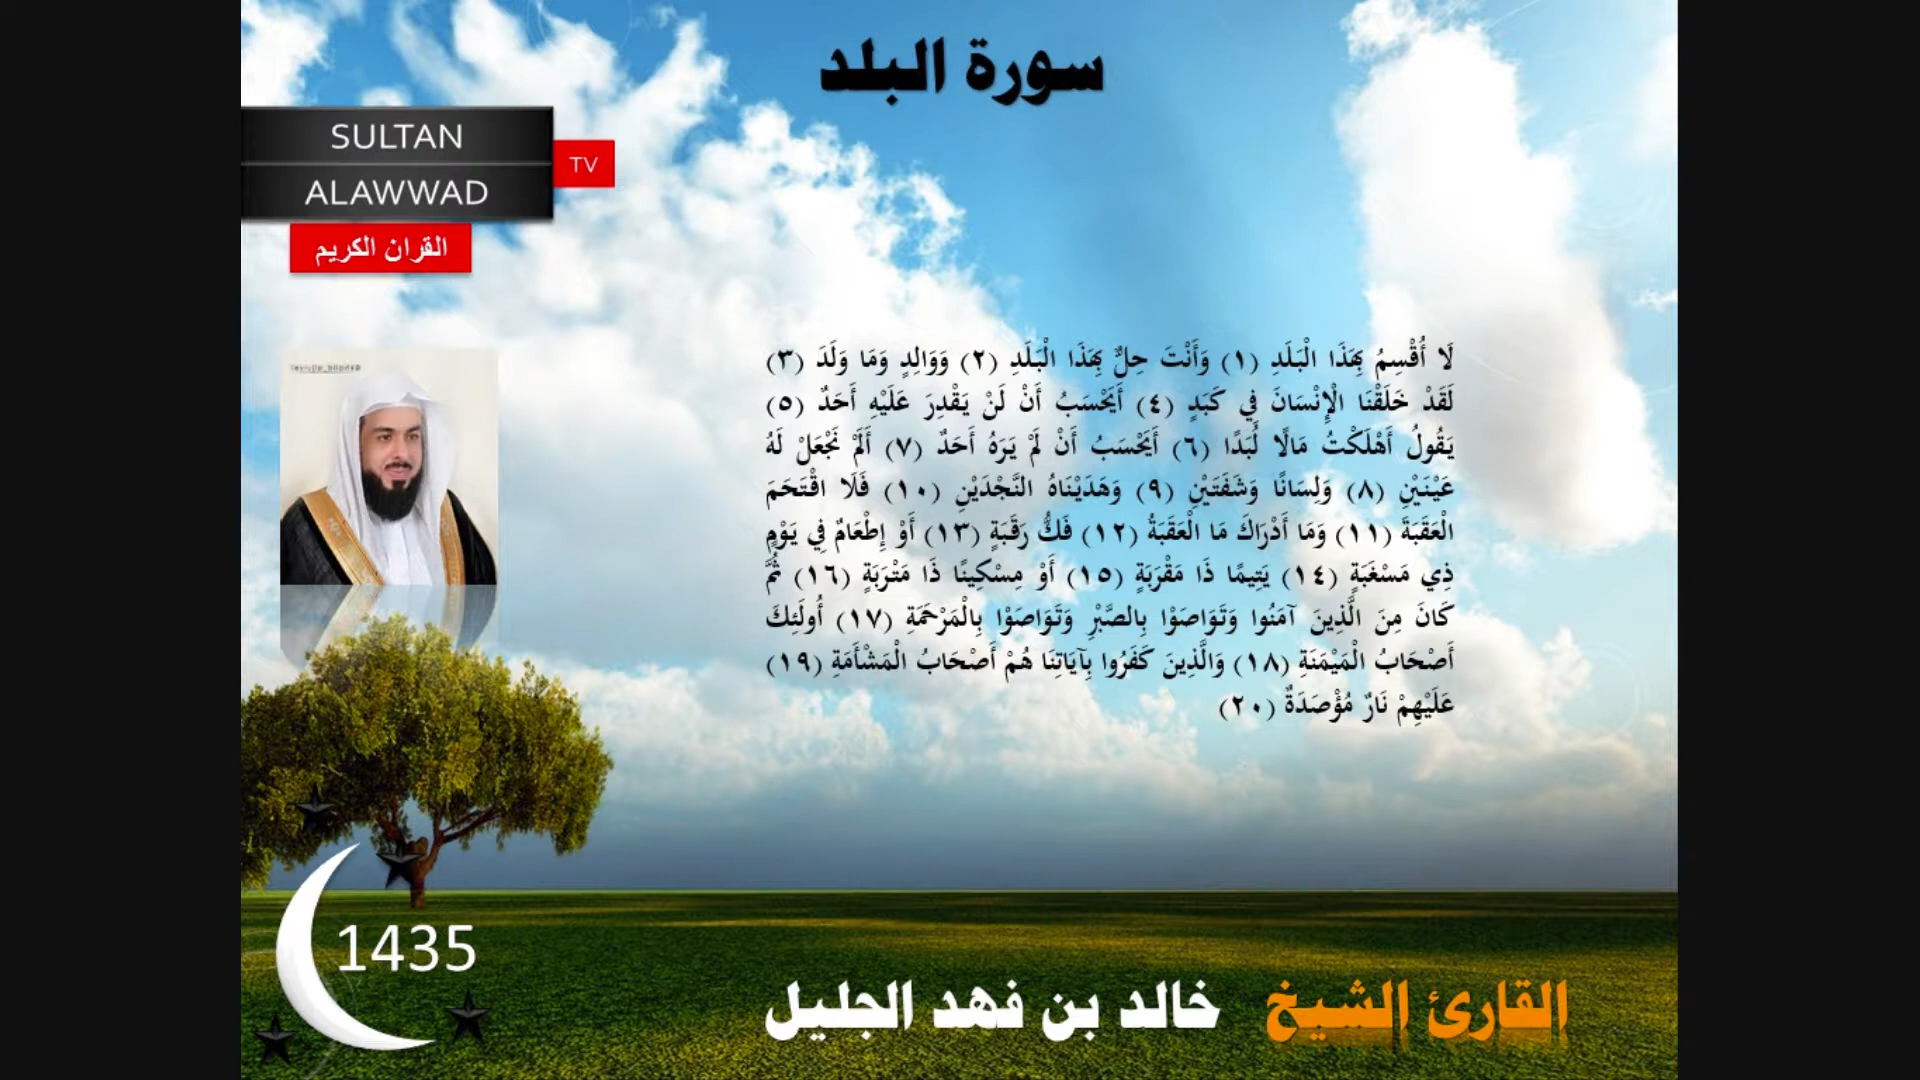 سورة البلد
SULTAN
ALAWWAD
TV
القران الكريم
لَا أُقْسِمُ بِهَذَا الْبَلَدِ (١) وَأَنْتَ حِلٌّ بِهَذَا الْبَلَدِ (٢) وَوَالِدٍ وَمَا وَلَدَ (٣)
لَقَدْ خَلَقْنَا الْإِنْسَانَ فِي كَبَدٍ (٤) أَيَحْسَبُ أَنْ لَنْ يَقْدِرَ عَلَيْهِ أَحَدٌ (٥)
يَقُولُ أَهْلَكْتُ مَالًا لُبَدًا (٦) أَيَحْسَبُ أَنْ لَمْ يَرَهُ أَحَدٌ (٧) أَلَمْ نَجْعَلْ لَهُ
عَيْنَيْنِ (٨) وَلِسَانًا وَشَفَتَيْنِ (٩) وَهَدَيْنَاهُ النَّجْدَيْنِ (١٠) فَلَا اقْتَحَمَ
الْعَقَبَةَ (١١) وَمَا أَدْرَاكَ مَا الْعَقَبَةُ (١٢) فَكُّ رَقَبَةٍ (١٣) أَوْ إِطْعَامٌ فِي يَوْمٍ
ذِي مَسْغَبَةٍ (١٤) يَتِيمًا ذَا مَقْرَبَةٍ (١٥) أَوْ مِسْكِينًا ذَا مَتْرَبَةٍ (١٦) ثُمَّ
كَانَ مِنَ الَّذِينَ آمَنُوا وَتَوَاصَوْا بِالصَّبْرِ وَتَوَاصَوْا بِالْمَرْحَمَةِ (١٧) أُولَئِكَ
أَصْحَابُ الْمَيْمَنَةِ (١٨) وَالَّذِينَ كَفَرُوا بِآيَاتِنَا هُمْ أَصْحَابُ الْمَشْأَمَةِ (١٩)
عَلَيْهِمْ نَارٌ مُؤْصَدَةٌ (٢٠)
1435
القارئ الشيخ خالد بن فهد الجليل